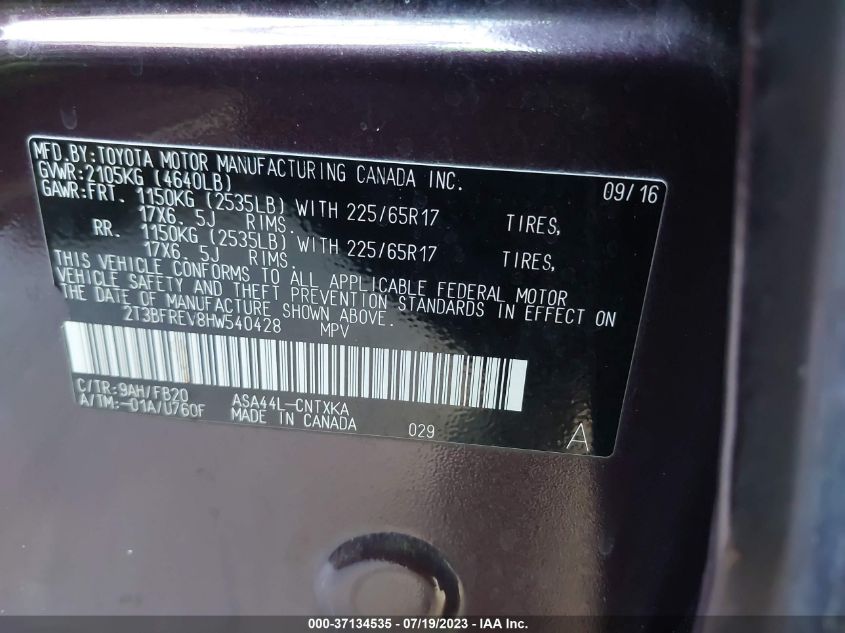 MFD.BY:TOYOTA MOTOR MANUFACTURING CANADA INC.
GVWR:2105KG (4640LB) 09/16
GAWR:FRT. 1150KG (2535LB) WITH 225/65R17 TIRES,
17X6. 5J RIMS.
RR. 1150KG (2535LB) WITH 225/65R17 TIRES,
17X6. 5J RIMS.
THIS VEHICLE CONFORMS TO ALL APPLICABLE FEDERAL MOTOR
VEHICLE SAFETY AND THEFT PREVENTION STANDARDS IN EFFECT ON
THE DATE OF MANUFACTURE SHOWN ABOVE.
2T3BFREV8HW540428 MPV
C/TR:9AH/FB20 ASA44L-CNTXKA
A/TM:-01A/U760F MADE IN CANADA 029 A
000-37134535 - 07/19/2023 - IAA Inc.